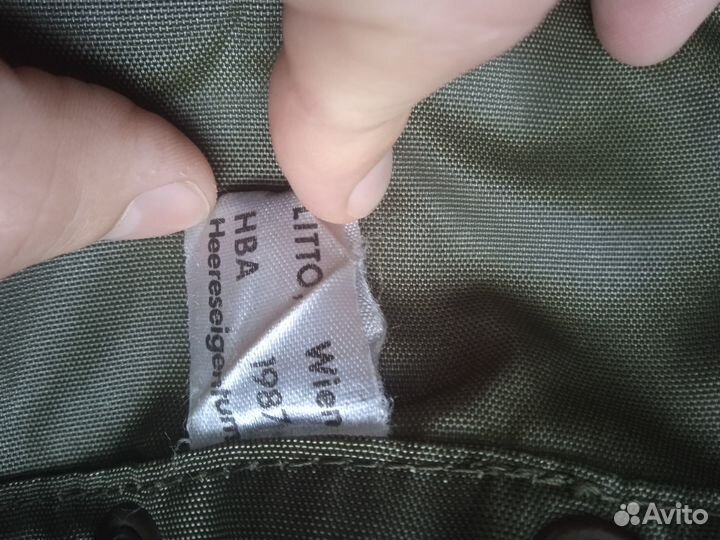 LITTO, Wien
HBA 1987
Heereseigentum
Avito